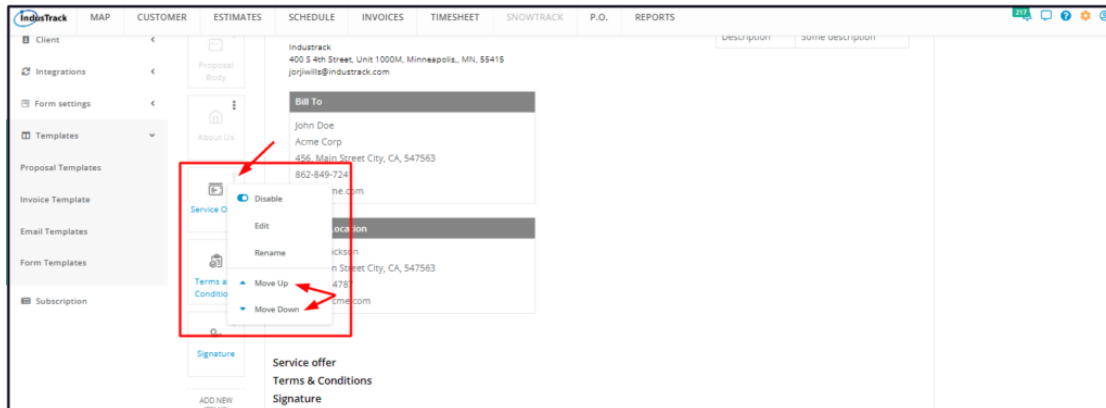 IndusTrack MAP CUSTOMER ESTIMATES SCHEDULE INVOICES TIMESHEET SNOWTRACK P.O. REPORTS 217
Client
Integrations
Form settings
Templates
Proposal Templates
Invoice Template
Email Templates
Form Templates
Subscription
Proposal
Body
About Us
Service O
Terms a
Conditio
Signature
ADD NEW
Disable
Edit
Rename
Move Up
Move Down
Description Some description
Industrack
400 S 4th Street, Unit 1000M, Minneapolis,, MN, 55415
jorjiwills@industrack.com
Bill To
John Doe
Acme Corp
456, Main Street City, CA, 547563
862-849-724
me.com
ocation
ckson
n Street City, CA, 547563
478
cme.com
Service offer
Terms & Conditions
Signature